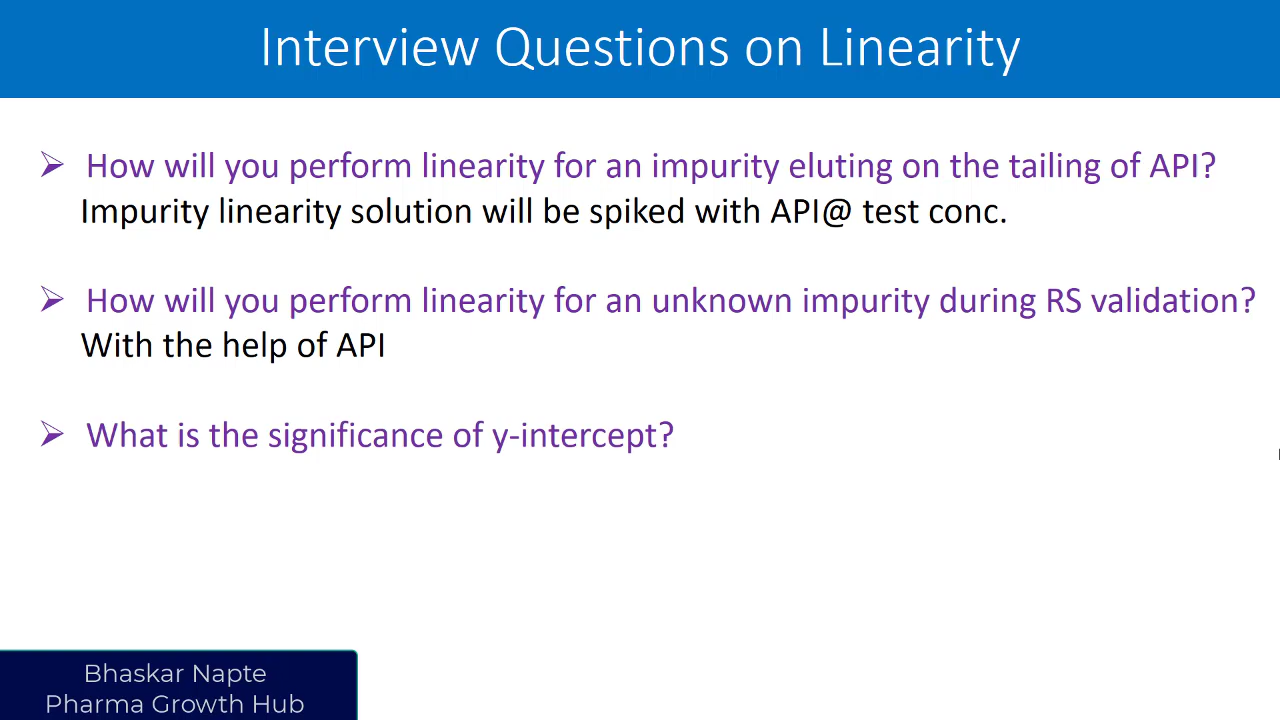 Interview Questions on Linearity
➢ How will you perform linearity for an impurity eluting on the tailing of API?
Impurity linearity solution will be spiked with API@ test conc.
➢ How will you perform linearity for an unknown impurity during RS validation?
With the help of API
➢ What is the significance of y-intercept?
Bhaskar Napte
Pharma Growth Hub